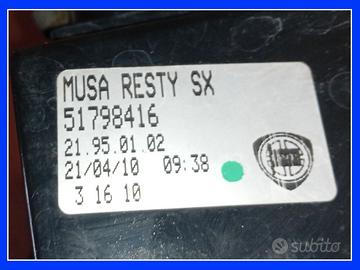 MUSA RESTY SX
51798416
21.95.01.02
21/04/10 09:38
3 16 10
subito